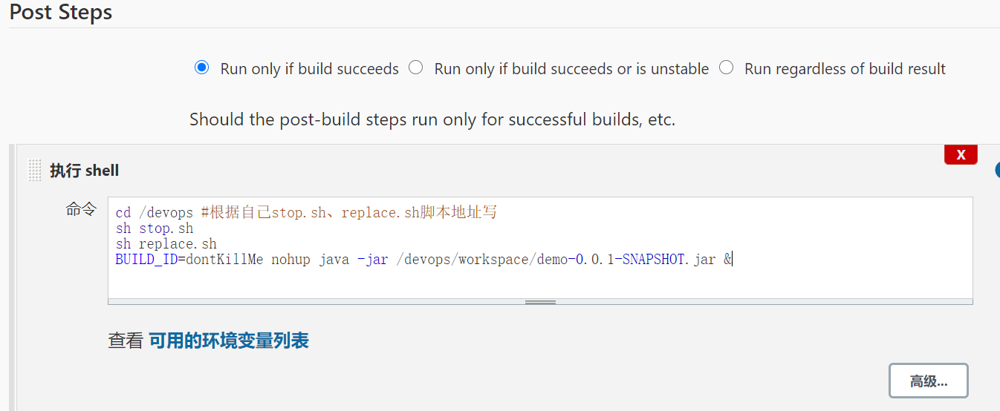 Post Steps
Run only if build succeeds Run only if build succeeds or is unstable Run regardless of build result
Should the post-build steps run only for successful builds, etc.
X
执行 shell
命令
cd /devops #根据自己stop.sh、replace.sh脚本地址写
sh stop.sh
sh replace.sh
BUILD_ID=dontKillMe nohup java -jar /devops/workspace/demo-0.0.1-SNAPSHOT.jar &
查看 可用的环境变量列表
高级...